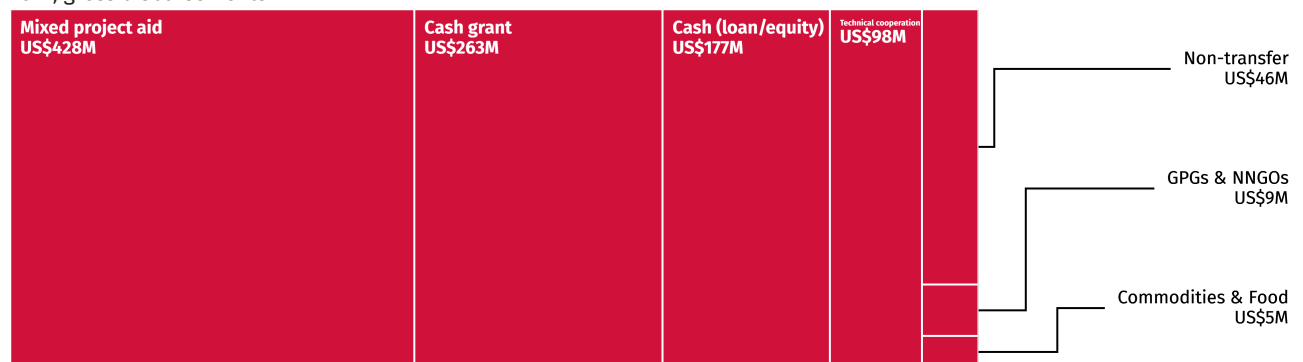 Mixed project aid
US$428M
Cash grant
US$263M
Cash (loan/equity)
US$177M
Technical cooperation
US$98M
Non-transfer
US$46M
GPGs & NNGOs
US$9M
Commodities & Food
US$5M